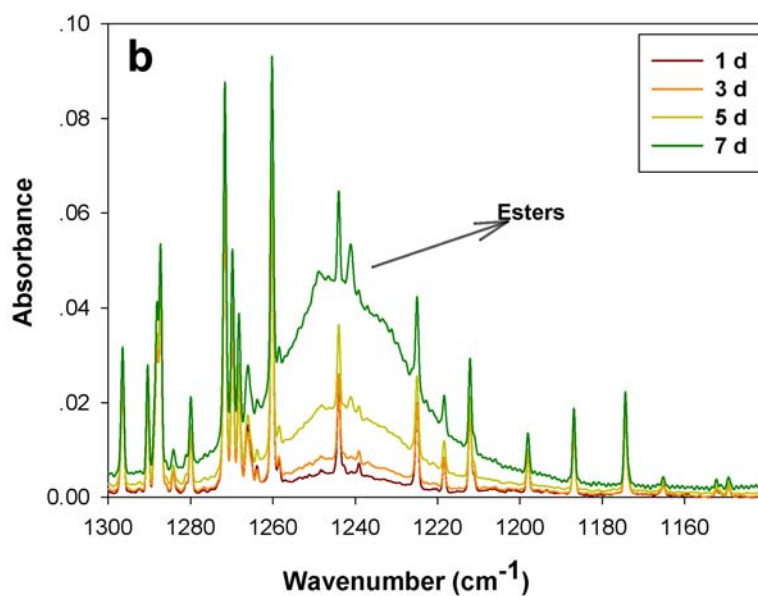 b
1 d
3 d
5 d
7 d
Esters
Absorbance
.10
.08
.06
.04
.02
0.00
1300 1280 1260 1240 1220 1200 1180 1160
Wavenumber (cm⁻¹)